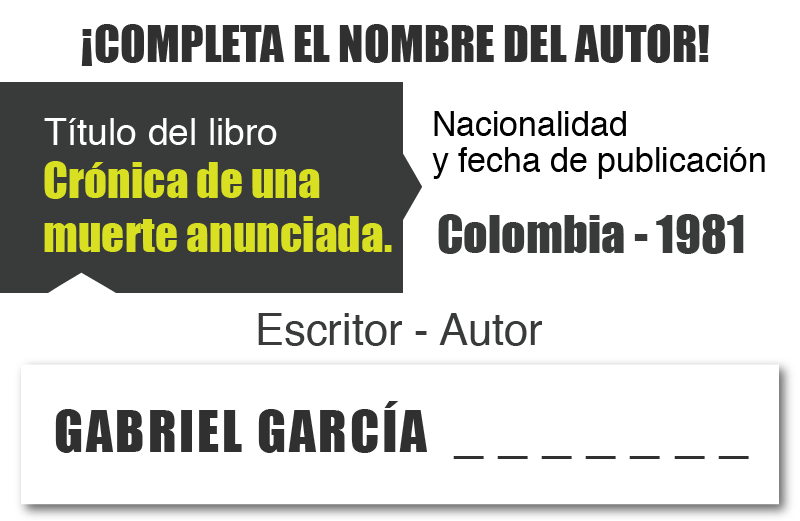 ¡COMPLETA EL NOMBRE DEL AUTOR!
Título del libro
Crónica de una
muerte anunciada.
Nacionalidad
y fecha de publicación
Colombia - 1981
Escritor - Autor
GABRIEL GARCÍA _ _ _ _ _ _ _